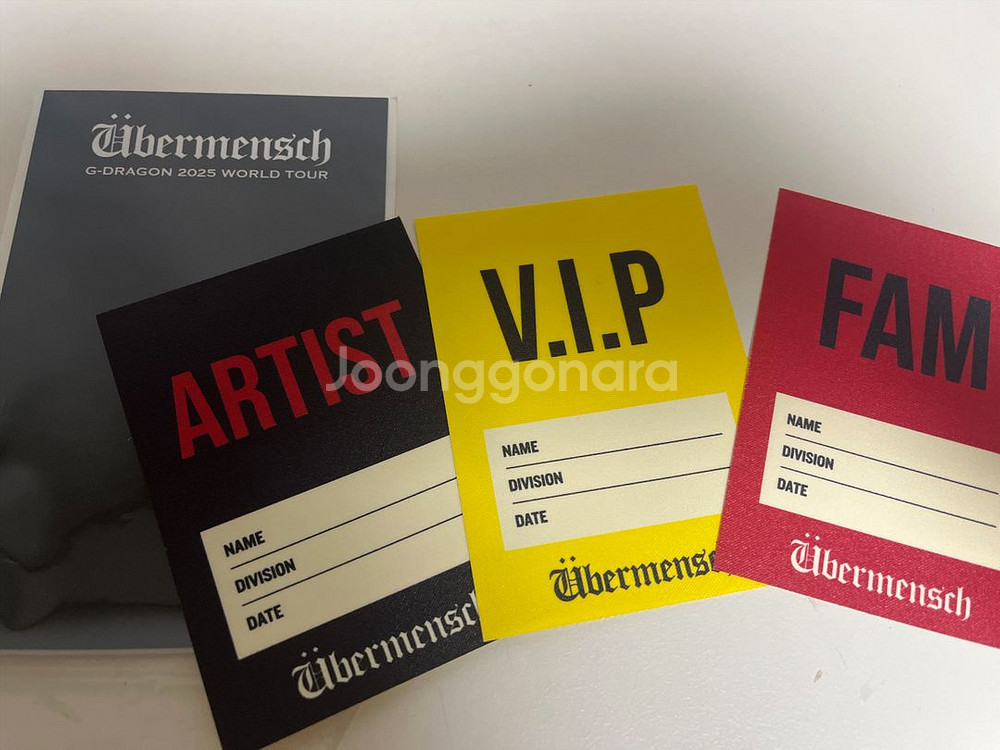 Übermensch
G-DRAGON 2025 WORLD TOUR
ARTIST
NAME
DIVISION
DATE
Übermensch
V.I.P
NAME
DIVISION
DATE
Übermensch
FAM
NAME
DIVISION
DATE
Übermensch
Joonggonara